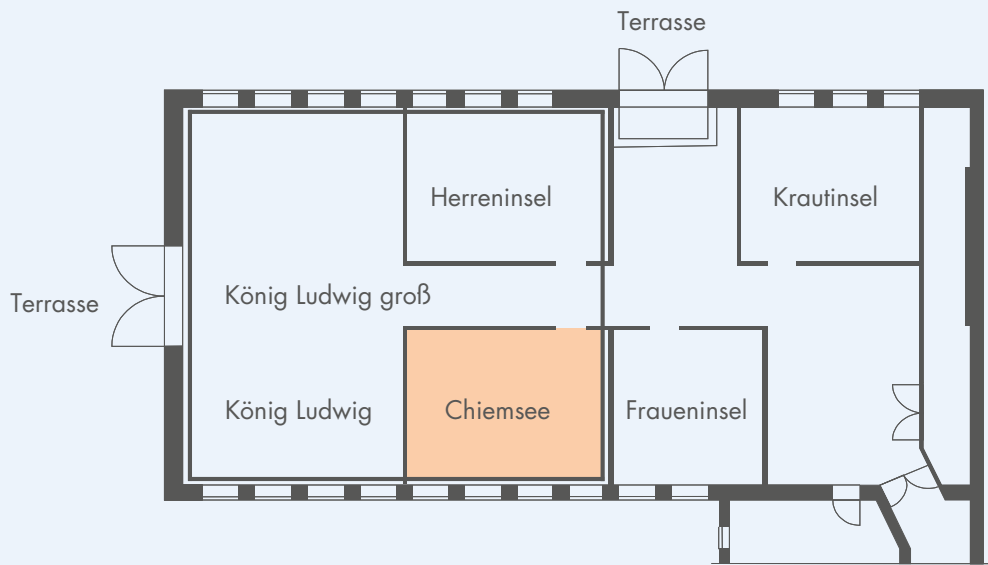 Terrasse
Herreninsel
Krautinsel
König Ludwig groß
Terrasse
König Ludwig
Chiemsee
Fraueninsel